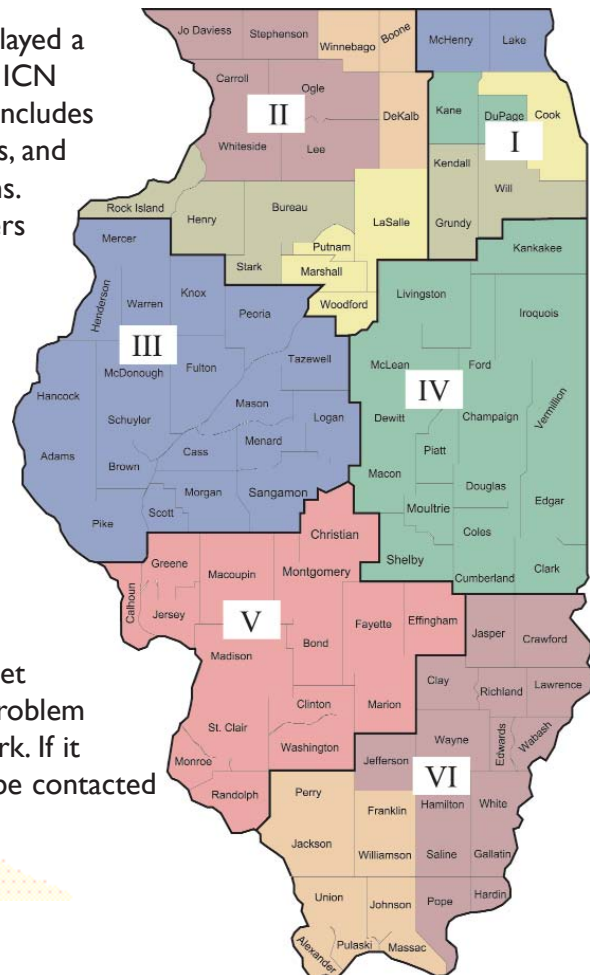 layed a
ICN
ncludes
s, and
ns.
ers
et
roblem
rk. If it
be contacted
Jo Daviess
Stephenson
Winnebago
Boone
McHenry
Lake
Carroll
Ogle
II
Whiteside
Lee
DeKalb
Kane
DuPage
Cook
I
Kendall
Will
Grundy
Rock Island
Henry
Bureau
LaSalle
Putnam
Stark
Marshall
Woodford
Mercer
Henderson
Warren
Knox
Peoria
III
McDonough
Fulton
Tazewell
Hancock
Mason
Schuyler
Logan
Menard
Adams
Brown
Cass
Morgan
Sangamon
Scott
Pike
Kankakee
Livingston
Iroquois
McLean
Ford
IV
Dewitt
Champaign
Vermillion
Piatt
Macon
Douglas
Moultrie
Edgar
Coles
Shelby
Cumberland
Clark
Christian
Greene
Macoupin
Montgomery
Calhoun
Jersey
V
Fayette
Effingham
Bond
Madison
Clinton
Marion
St. Clair
Washington
Monroe
Randolph
Jasper
Crawford
Clay
Richland
Lawrence
Wayne
Edwards
Wabash
Jefferson
VI
Perry
Franklin
Hamilton
White
Jackson
Williamson
Saline
Gallatin
Union
Johnson
Pope
Hardin
Alexander
Pulaski
Massac